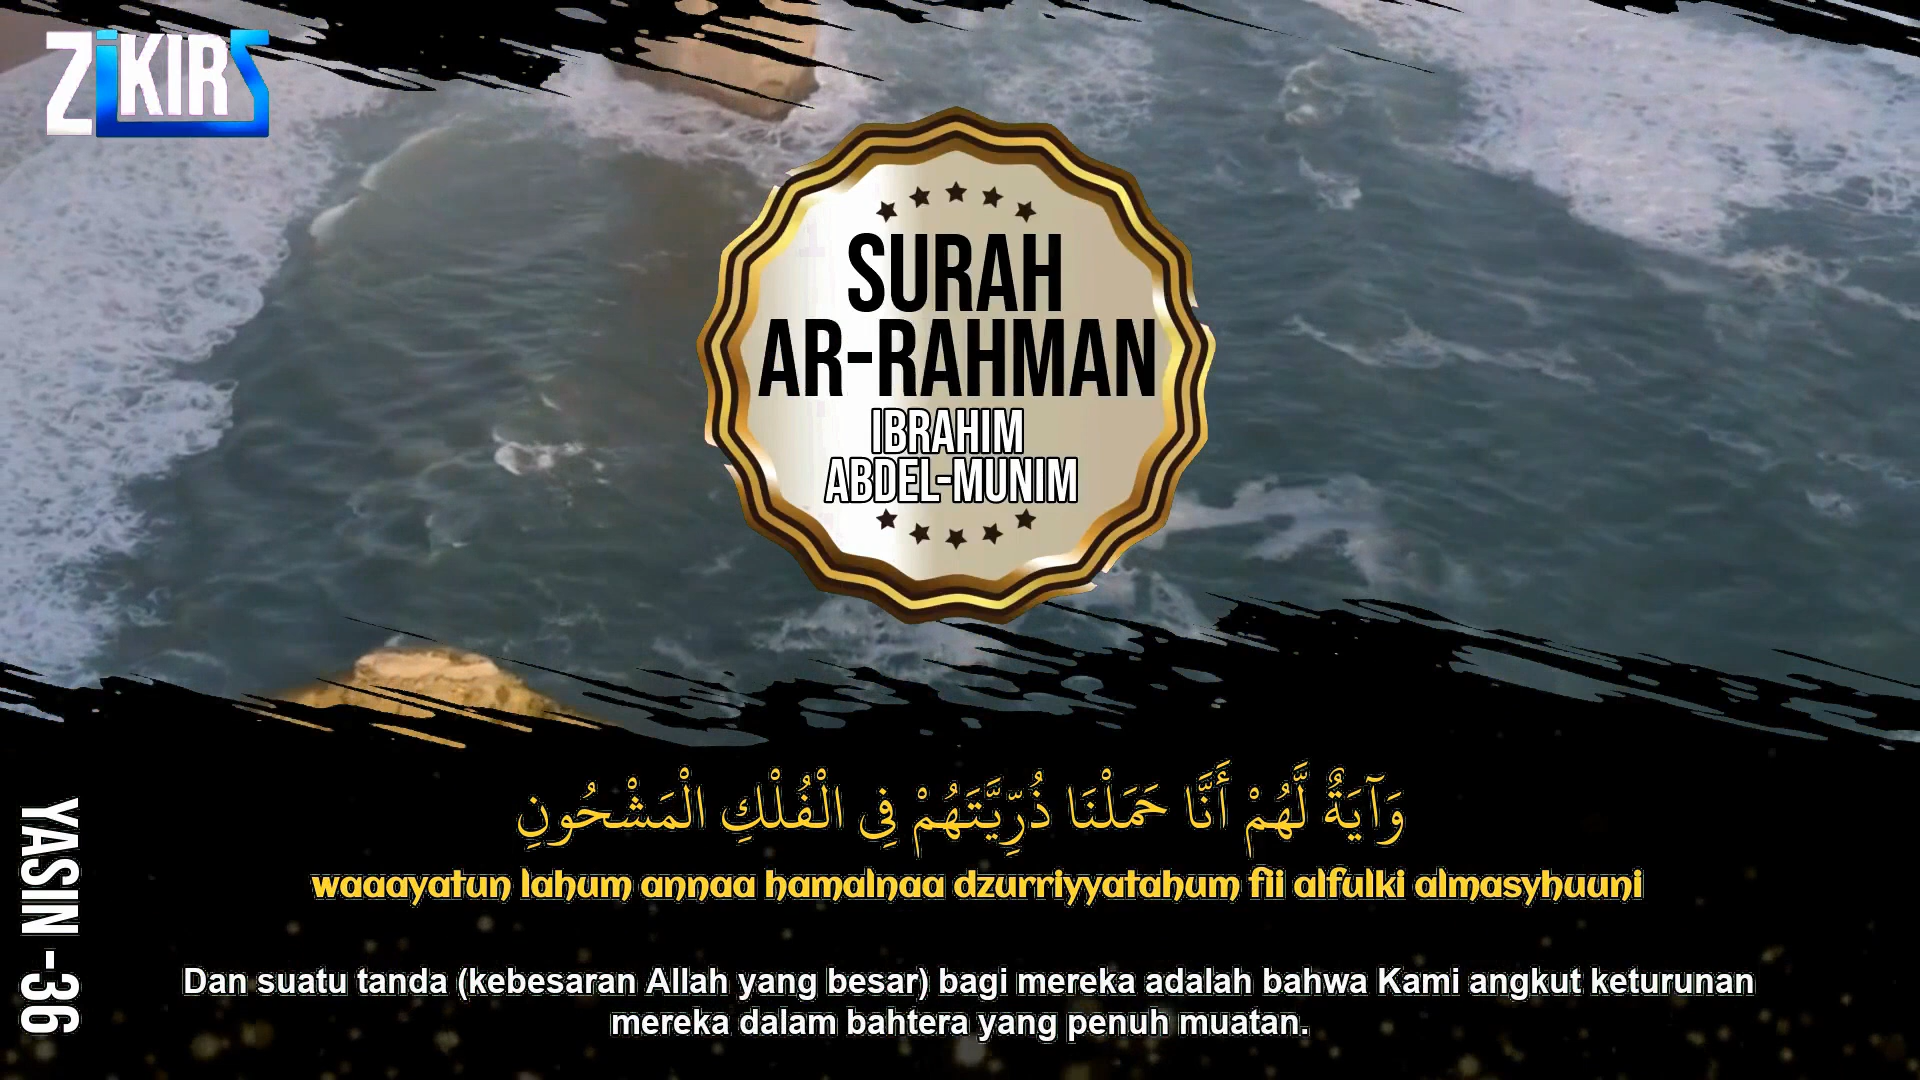 ZIKIRS
SURAH
AR-RAHMAN
IBRAHIM
ABDEL-MUNIM
وَآيَةٌ لَّهُمْ أَنَّا حَمَلْنَا ذُرِّيَّتَهُمْ فِى الْفُلْكِ الْمَشْحُونِ
waaayatun lahum annaa hamalnaa dzurriyyatahum fii alfulki almasyhuuni
Dan suatu tanda (kebesaran Allah yang besar) bagi mereka adalah bahwa Kami angkut keturunan
mereka dalam bahtera yang penuh muatan.
YASIN -36